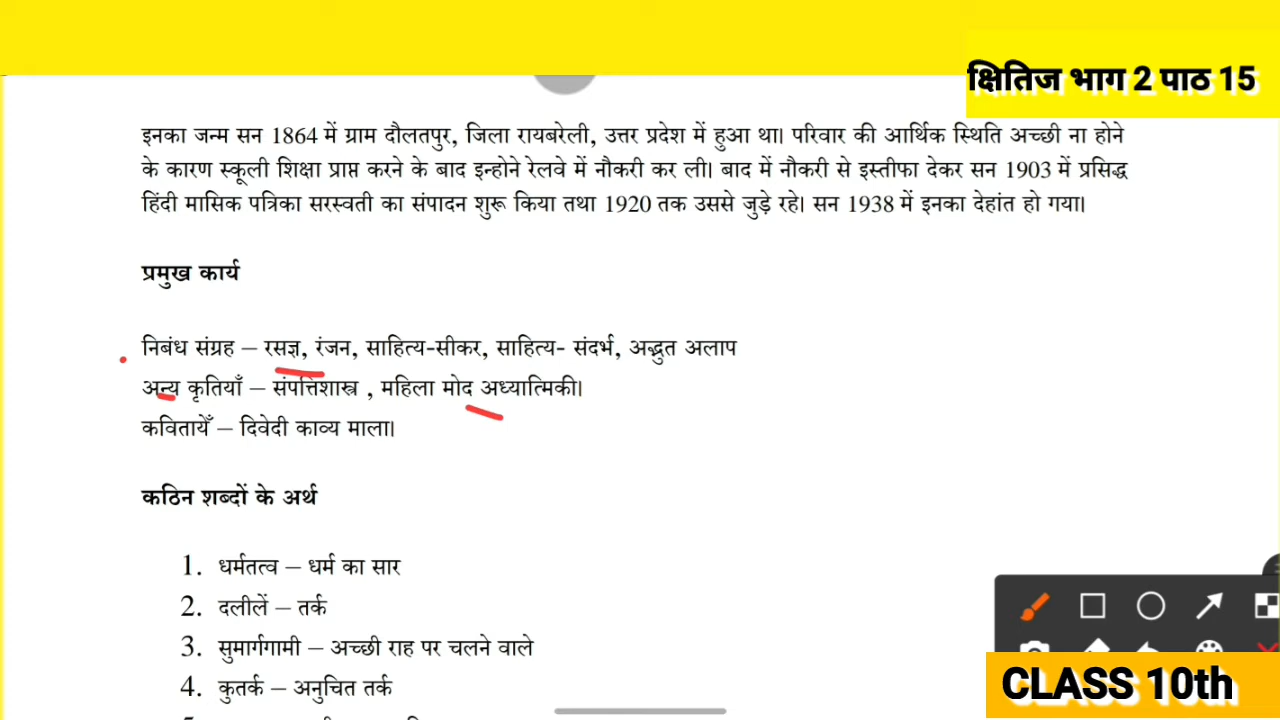 क्षितिज भाग 2 पाठ 15
इनका जन्म सन 1864 में ग्राम दौलतपुर, जिला रायबरेली, उत्तर प्रदेश में हुआ था। परिवार की आर्थिक स्थिति अच्छी ना होने
के कारण स्कूली शिक्षा प्राप्त करने के बाद इन्होने रेलवे में नौकरी कर ली। बाद में नौकरी से इस्तीफा देकर सन 1903 में प्रसिद्ध
हिंदी मासिक पत्रिका सरस्वती का संपादन शुरू किया तथा 1920 तक उससे जुड़े रहे। सन 1938 में इनका देहांत हो गया।
प्रमुख कार्य
निबंध संग्रह – रसज्ञ, रंजन, साहित्य-सीकर, साहित्य- संदर्भ, अद्भुत अलाप
अन्य कृतियाँ – संपत्तिशास्त्र , महिला मोद अध्यात्मिकी।
कवितायेँ – दिवेदी काव्य माला।
कठिन शब्दों के अर्थ
1. धर्मतत्व – धर्म का सार
2. दलीलें – तर्क
3. सुमार्गगामी – अच्छी राह पर चलने वाले
4. कुतर्क – अनुचित तर्क
CLASS 10th